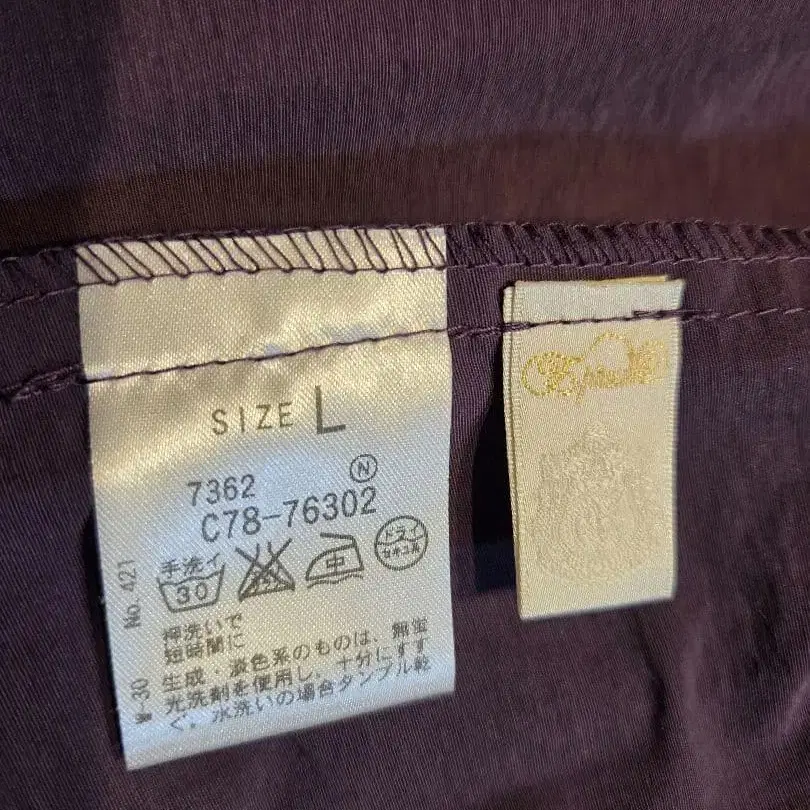 SIZE L
N
7362
C78-76302
手洗イ
30
中
ドライ
セキユ系
No. 421
W-30
押洗いで
短時間に
生成・淡色系のものは、無蛍
光洗剤を使用し、十分にすす
ぐ。水洗いの場合タンブル乾